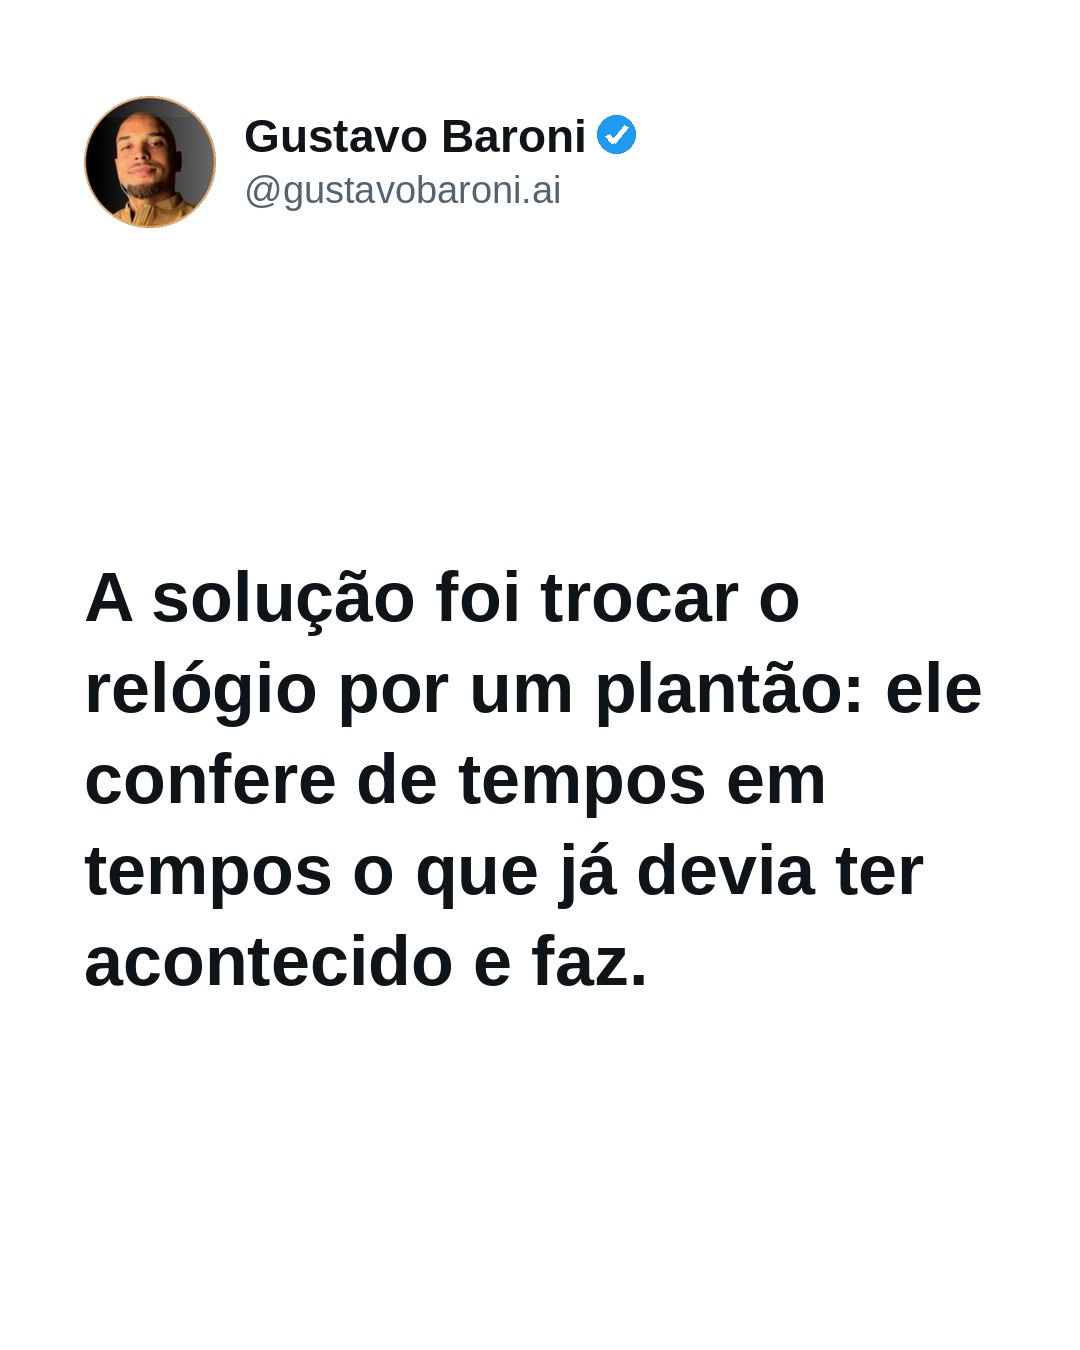 Gustavo Baroni
@gustavobaroni.ai
A solução foi trocar o
relógio por um plantão: ele
confere de tempos em
tempos o que já devia ter
acontecido e faz.